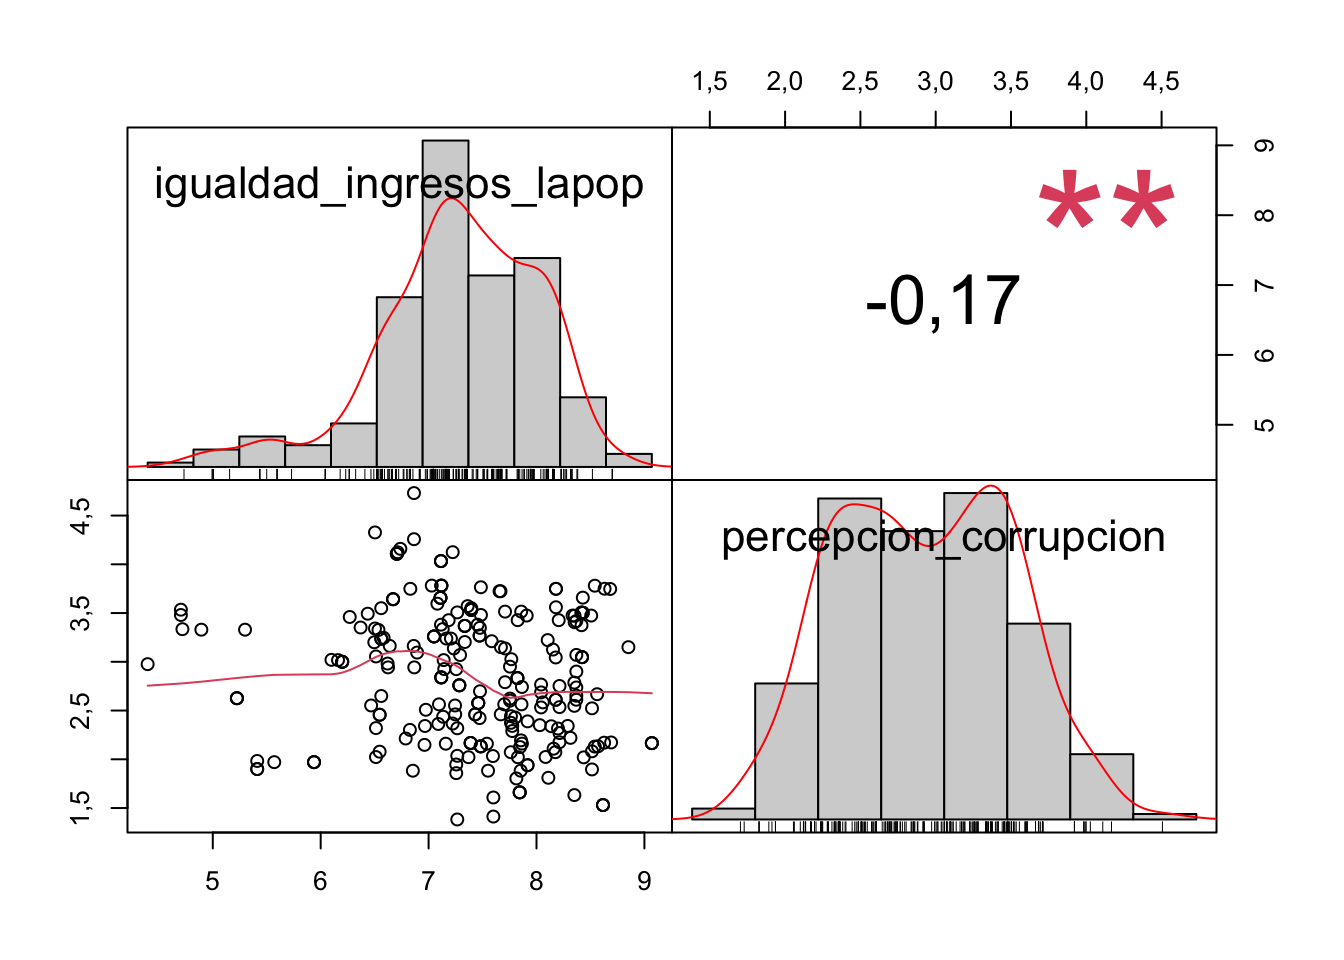 1,5 2,0 2,5 3,0 3,5 4,0 4,5
igualdad_ingresos_lapop
**
-0,17
9
8
7
6
5
percepcion_corrupcion
4,5
3,5
2,5
1,5
5 6 7 8 9